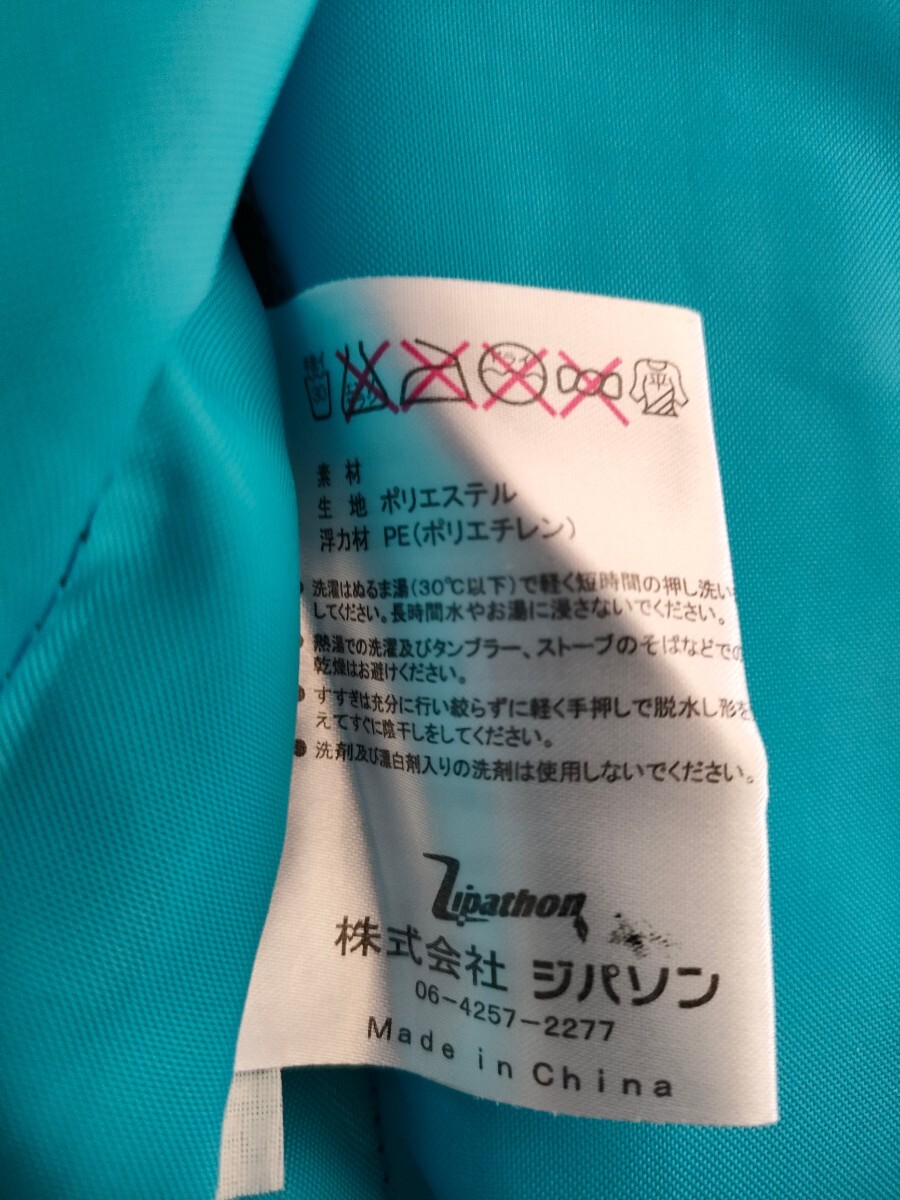 30
エンソ
ドライ
平
素材
生地 ポリエステル
浮力材 PE(ポリエチレン)
● 洗濯はぬるま湯(30℃以下)で軽く短時間の押し洗い
してください。長時間水やお湯に浸さないでください。
● 熱湯での洗濯及びタンブラー、ストーブのそばなどでの
乾燥はお避けください。
● すすぎは充分に行い絞らずに軽く手押しで脱水し形を
えてすぐに陰干しをしてください。
● 洗剤及び漂白剤入りの洗剤は使用しないでください。
Zipathon
株式会社 ジパソン
06-4257-2277
Made in China